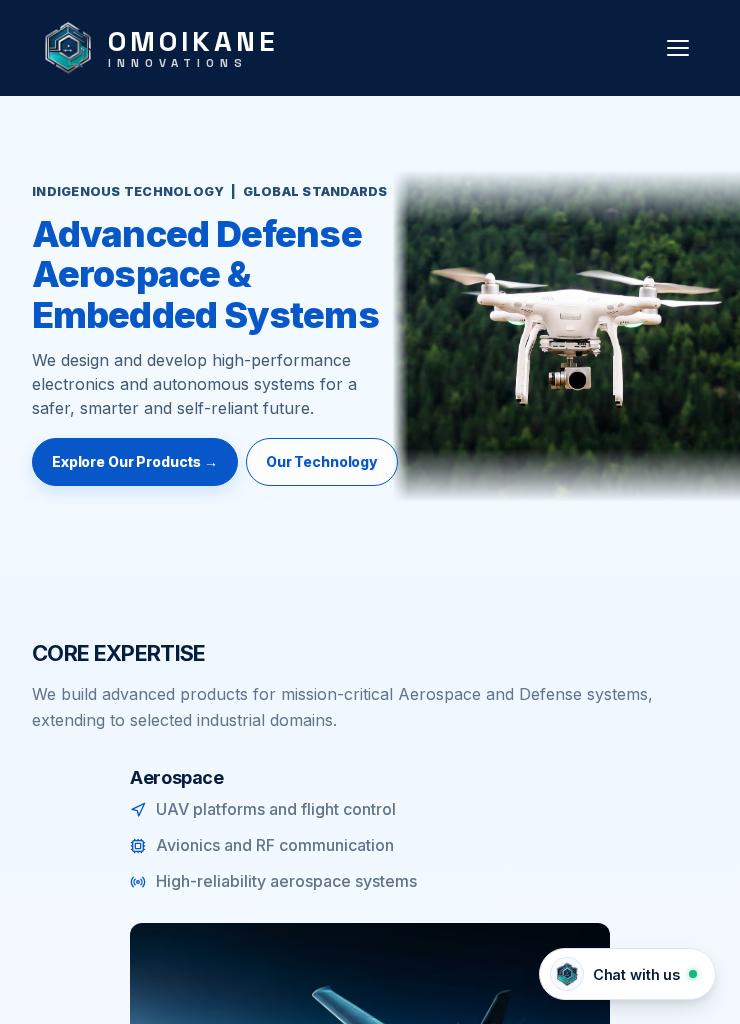 OMOIKANE
INNOVATIONS
INDIGENOUS TECHNOLOGY | GLOBAL STANDARDS
Advanced Defense
Aerospace &
Embedded Systems
We design and develop high-performance
electronics and autonomous systems for a
safer, smarter and self-reliant future.
Explore Our Products →
Our Technology
CORE EXPERTISE
We build advanced products for mission-critical Aerospace and Defense systems,
extending to selected industrial domains.
Aerospace
UAV platforms and flight control
Avionics and RF communication
High-reliability aerospace systems
Chat with us